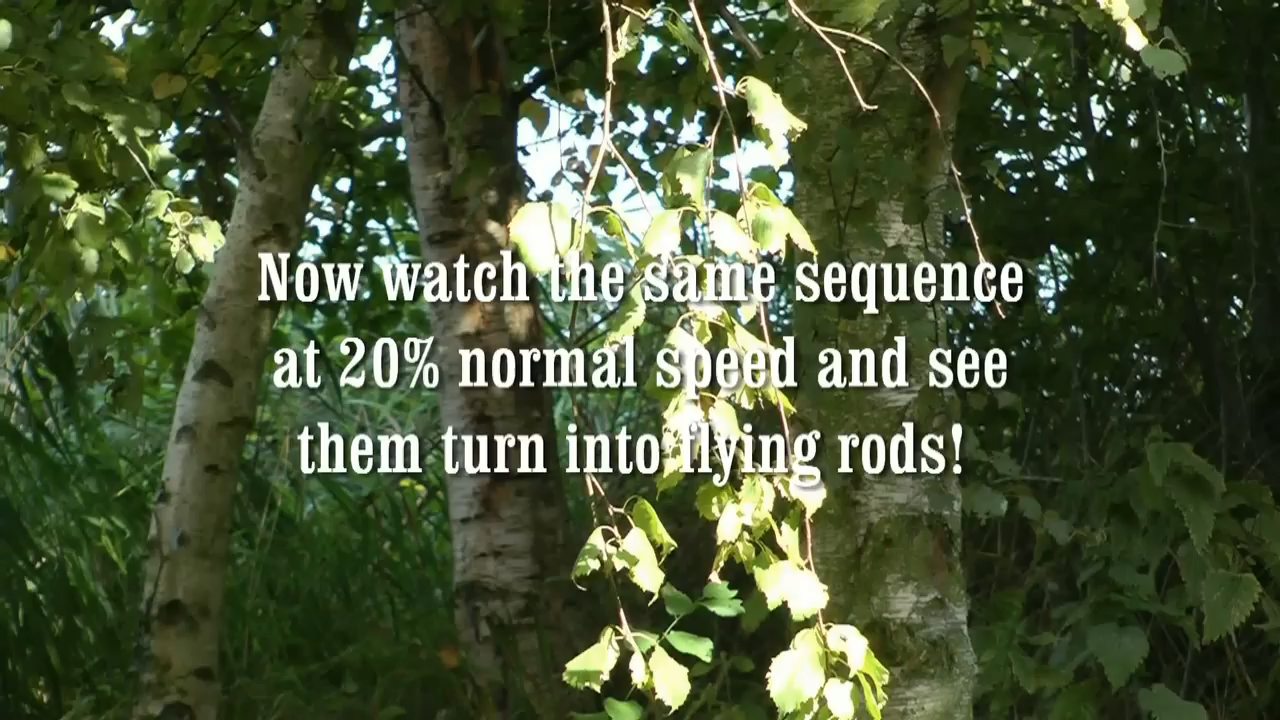 Now watch the same sequence
at 20% normal speed and see
them turn into flying rods!